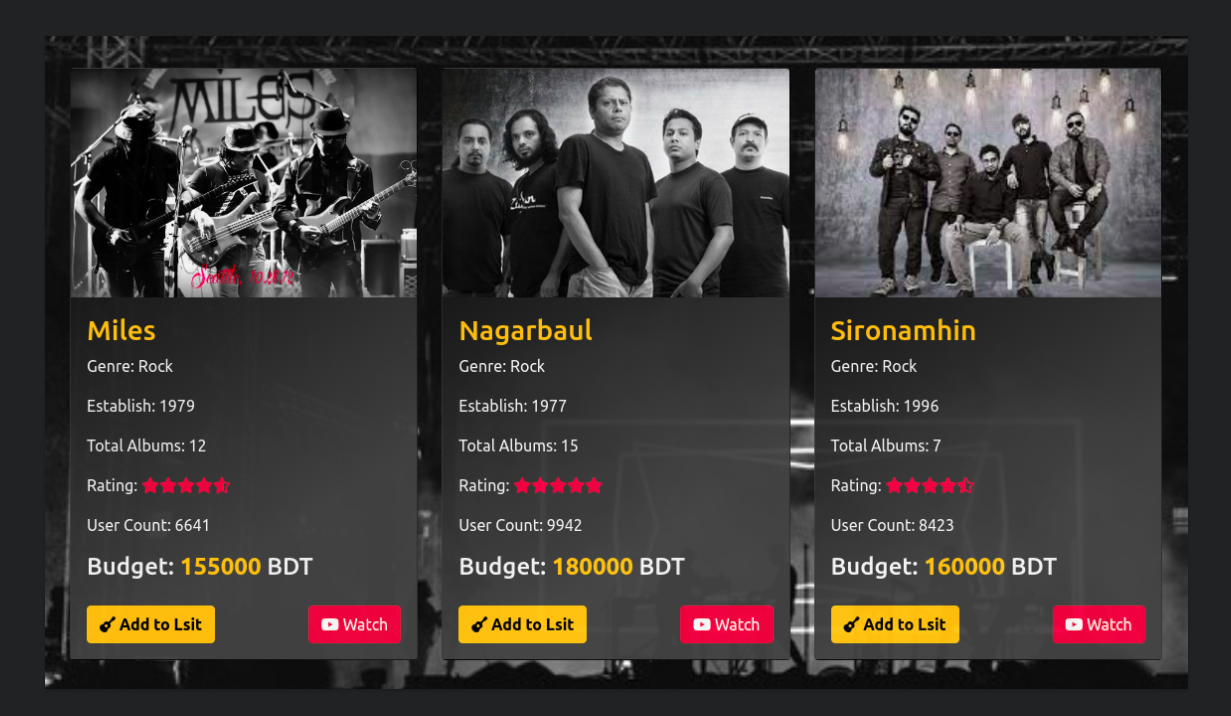 MILES
Seattle, 10.2012
Miles
Genre: Rock
Establish: 1979
Total Albums: 12
Rating:
User Count: 6641
Budget: 155000 BDT
Add to Lsit
Watch
Nagarbaul
Genre: Rock
Establish: 1977
Total Albums: 15
Rating:
User Count: 9942
Budget: 180000 BDT
Add to Lsit
Watch
Sironamhin
Genre: Rock
Establish: 1996
Total Albums: 7
Rating:
User Count: 8423
Budget: 160000 BDT
Add to Lsit
Watch